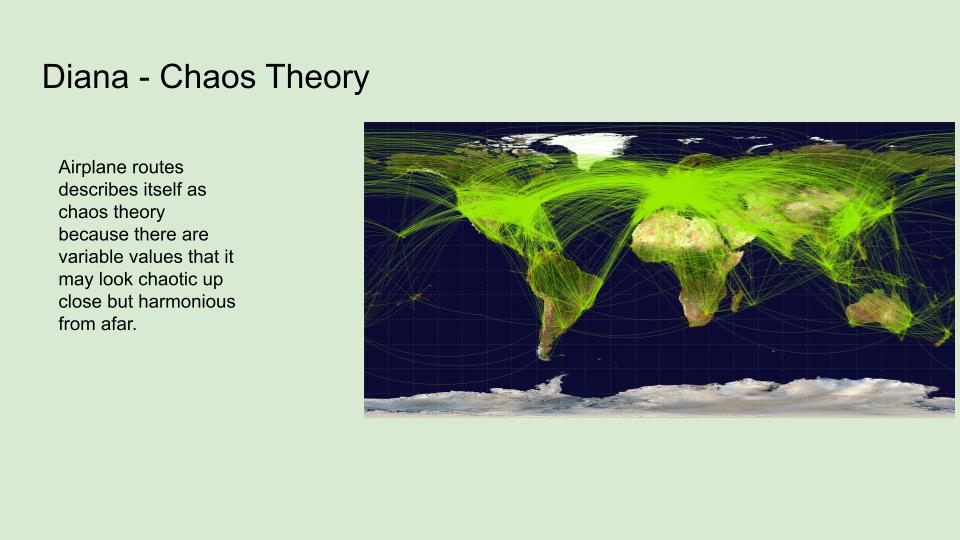 Diana - Chaos Theory
Airplane routes
describes itself as
chaos theory
because there are
variable values that it
may look chaotic up
close but harmonious
from afar.